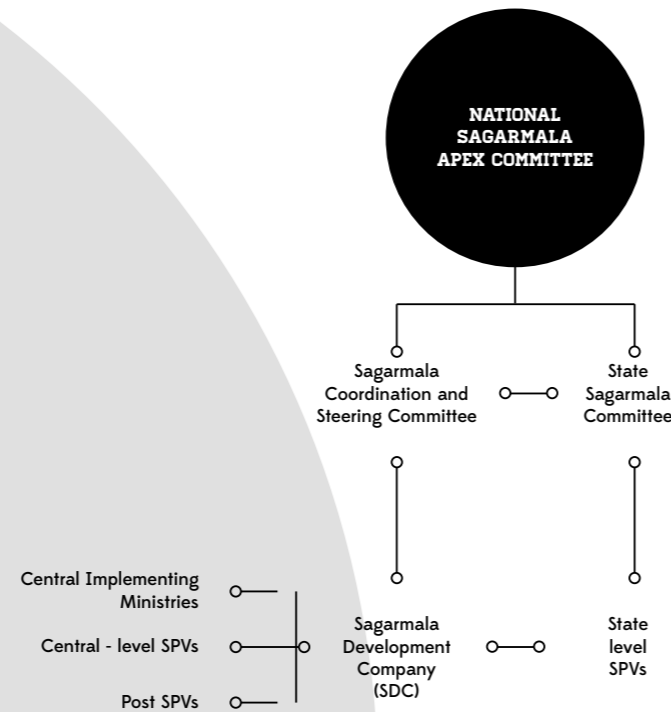 NATIONAL
SAGARMALA
APEX COMMITTEE
Sagarmala
Coordination and
Steering Committee
State
Sagarmala
Committee
Central Implementing
Ministries
Central - level SPVs
Post SPVs
Sagarmala
Development
Company
(SDC)
State
level
SPVs